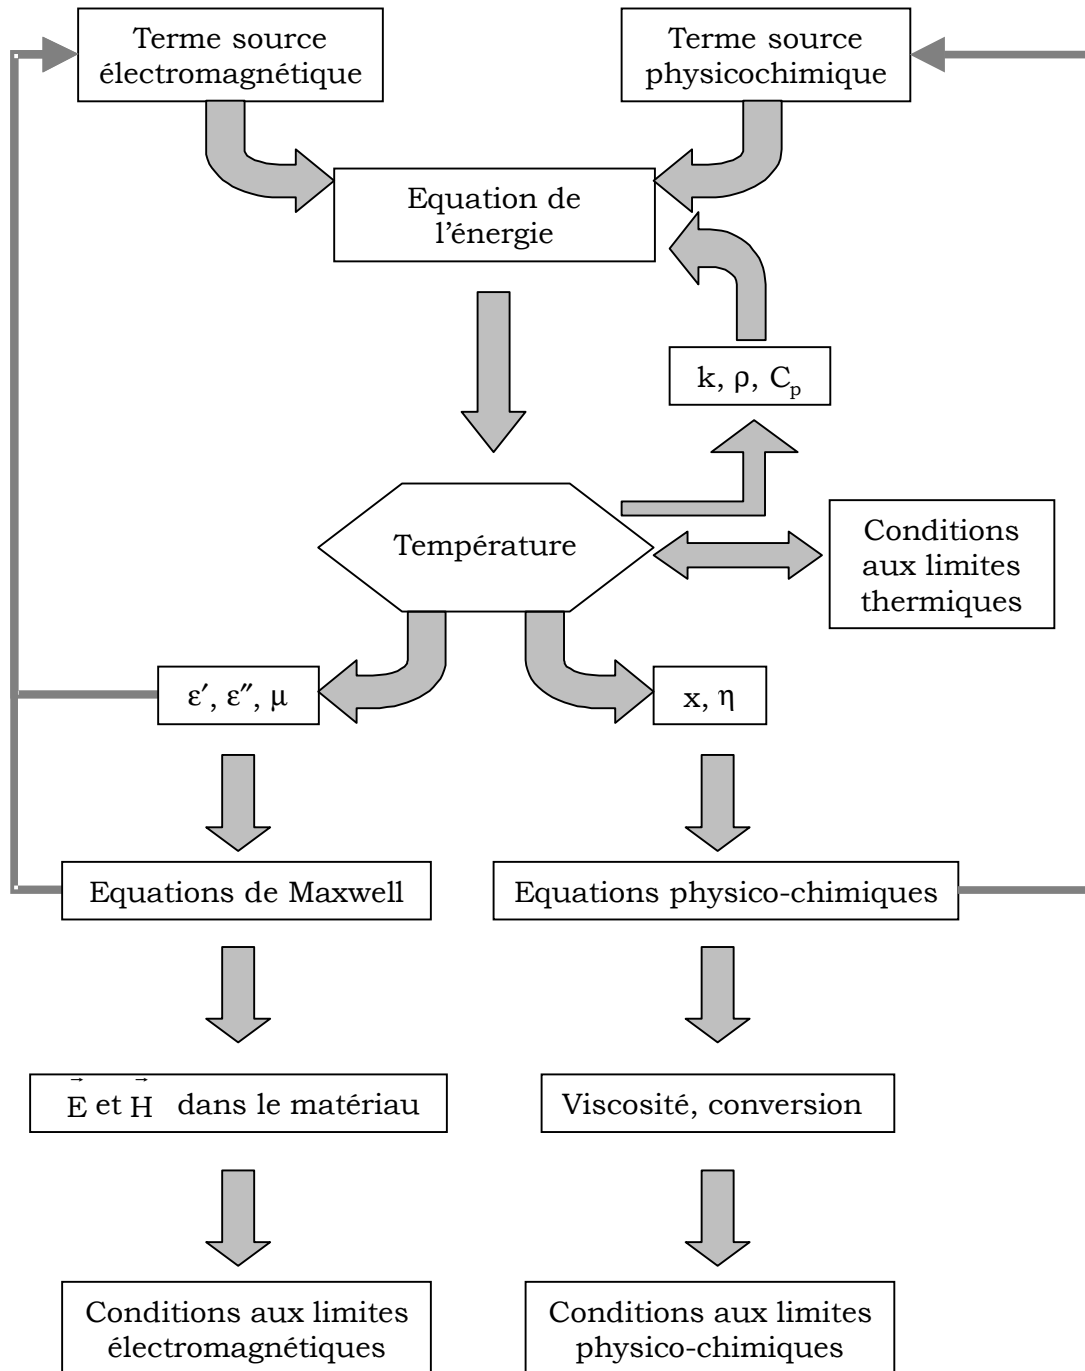 Terme source
électromagnétique
Terme source
physicochimique
Equation de
l'énergie
k, ρ, Cp
Température
Conditions
aux limites
thermiques
ε′, ε″, μ
x, η
Equations de Maxwell
Equations physico-chimiques
E et H dans le matériau
Viscosité, conversion
Conditions aux limites
électromagnétiques
Conditions aux limites
physico-chimiques